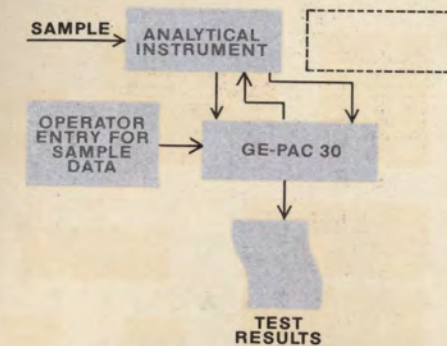 SAMPLE
ANALYTICAL
INSTRUMENT
OPERATOR
ENTRY FOR
SAMPLE
DATA
GE-PAC 30
TEST
RESULTS